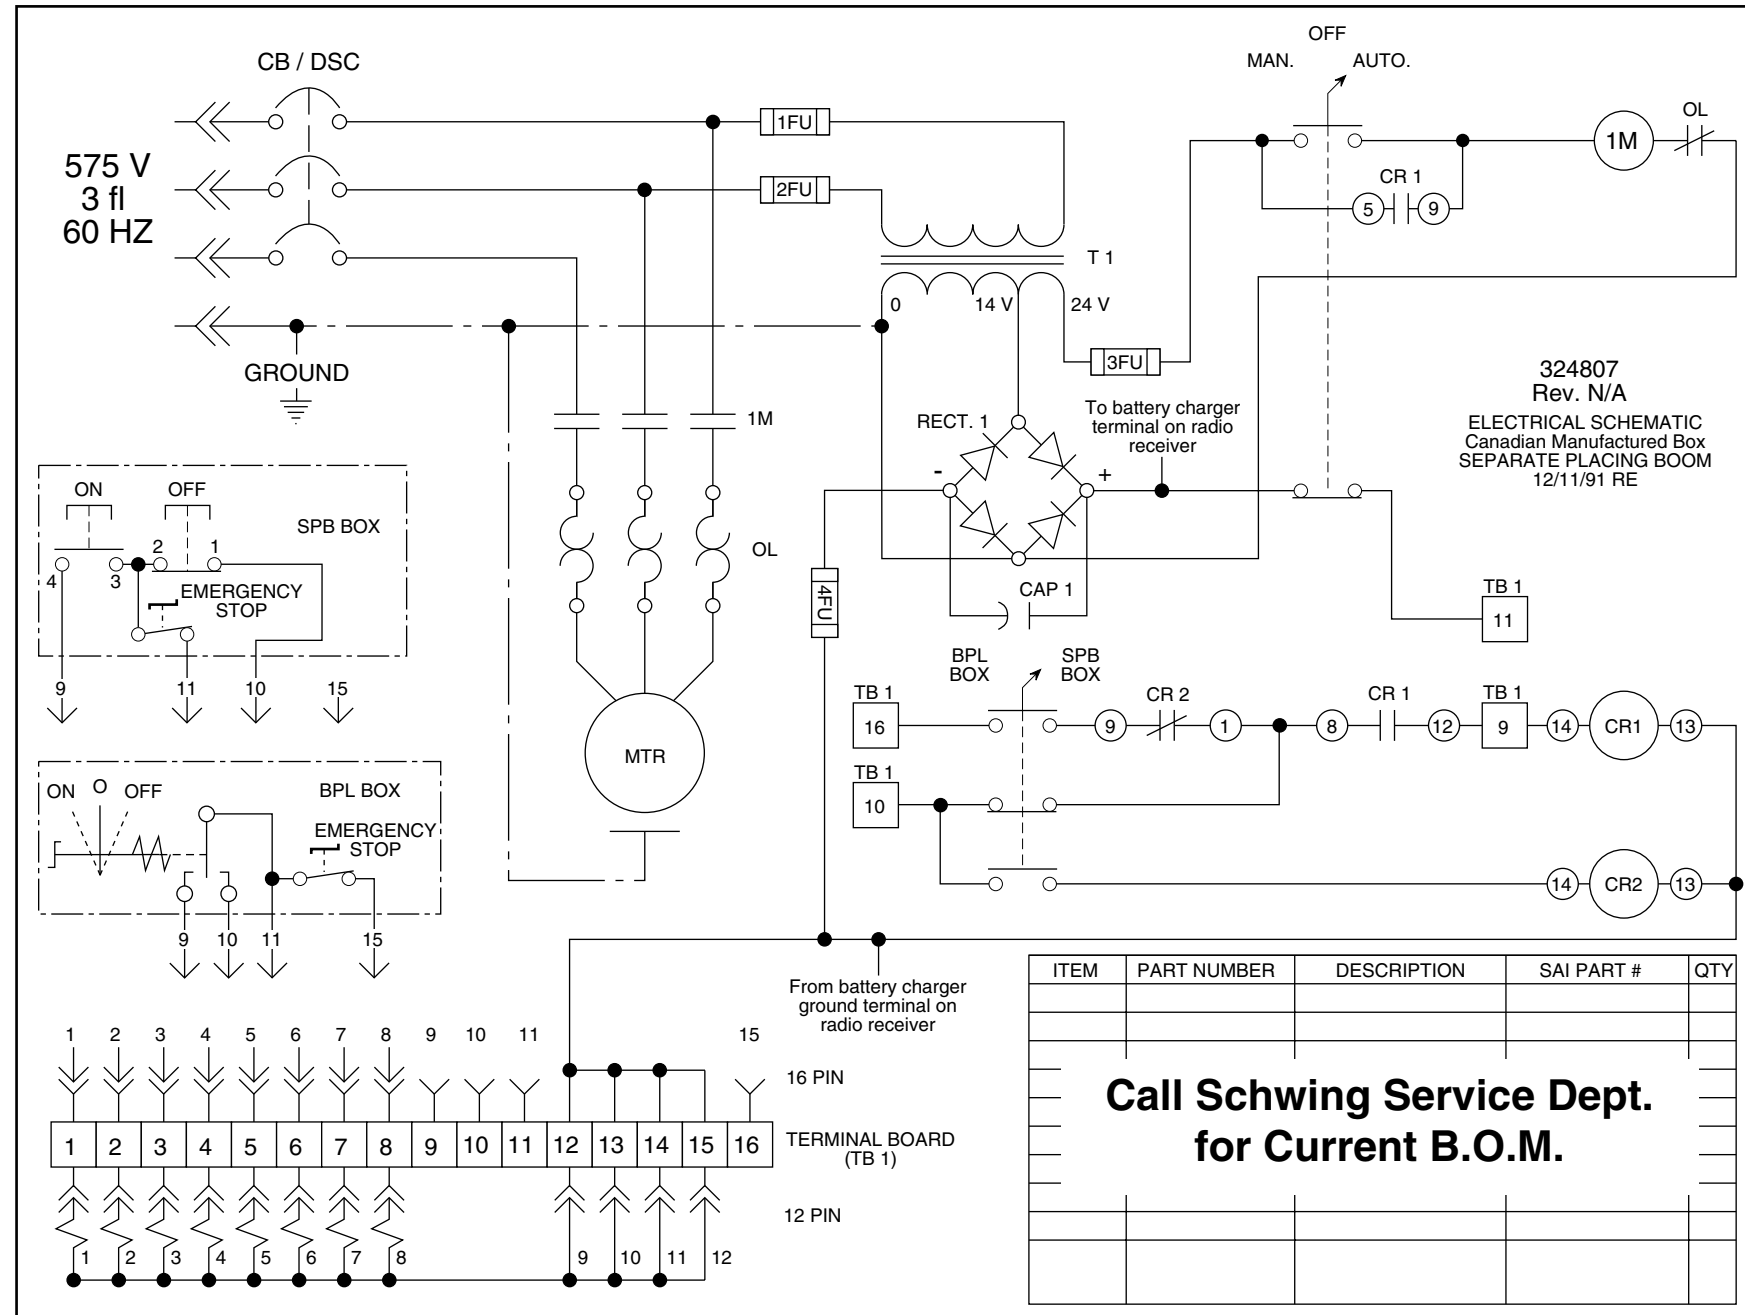 CB / DSC
575 V
3 fl
60 HZ
GROUND
1FU
2FU
T 1
0
14 V
24 V
3FU
OFF
MAN.
AUTO.
1M
OL
CR 1
5
9
324807
Rev. N/A
ELECTRICAL SCHEMATIC
Canadian Manufactured Box
SEPARATE PLACING BOOM
12/11/91 RE
1M
OL
MTR
RECT. 1
-
+
To battery charger
terminal on radio
receiver
CAP 1
4FU
TB 1
11
ON
OFF
SPB BOX
2
1
4
3
EMERGENCY
STOP
9
11
10
15
ON
O
OFF
BPL BOX
EMERGENCY
STOP
9
10
11
15
BPL
BOX
SPB
BOX
TB 1
16
9
CR 2
1
8
CR 1
12
TB 1
9
14
CR1
13
TB 1
10
14
CR2
13
From battery charger
ground terminal on
radio receiver
1 2 3 4 5 6 7 8 9 10 11 15
16 PIN
1 2 3 4 5 6 7 8 9 10 11 12 13 14 15 16
TERMINAL BOARD
(TB 1)
12 PIN
1 2 3 4 5 6 7 8 9 10 11 12
ITEM PART NUMBER DESCRIPTION SAI PART # QTY
Call Schwing Service Dept.
for Current B.O.M.